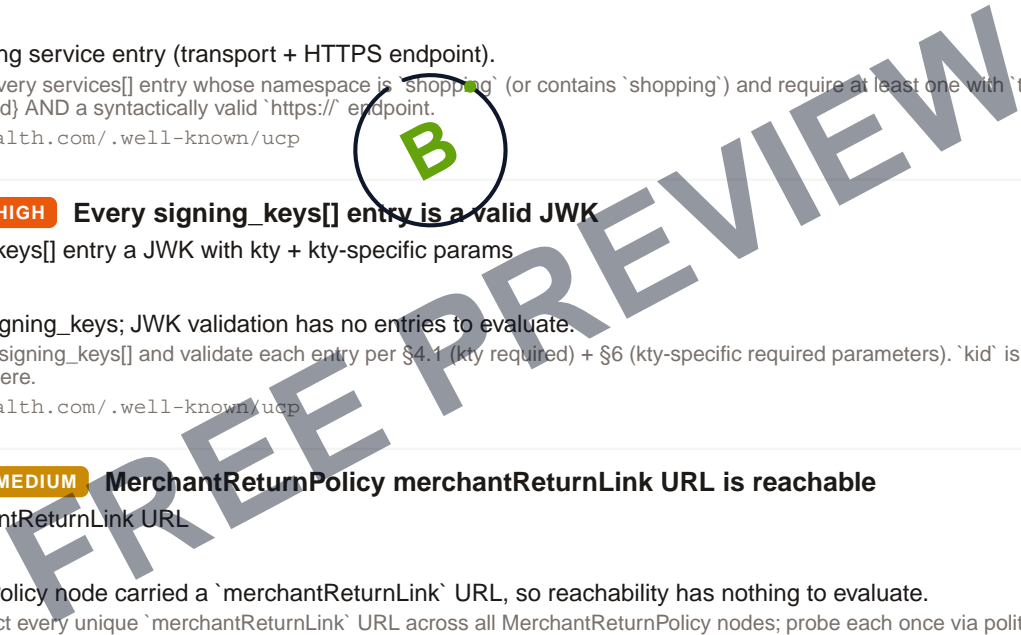 ng service entry (transport + HTTPS endpoint).
very services[] entry whose namespace is `shopping` (or contains `shopping`) and require at least one with `t
d} AND a syntactically valid `https://` endpoint.
alth.com/.well-known/ucp
B
HIGH Every signing_keys[] entry is a valid JWK
keys[] entry a JWK with kty + kty-specific params
gning_keys; JWK validation has no entries to evaluate.
signing_keys[] and validate each entry per §4.1 (kty required) + §6 (kty-specific required parameters). `kid` is
ere.
alth.com/.well-known/ucp
MEDIUM MerchantReturnPolicy merchantReturnLink URL is reachable
ntReturnLink URL
Policy node carried a `merchantReturnLink` URL, so reachability has nothing to evaluate.
ct every unique `merchantReturnLink` URL across all MerchantReturnPolicy nodes; probe each once via polit
FREE PREVIEW